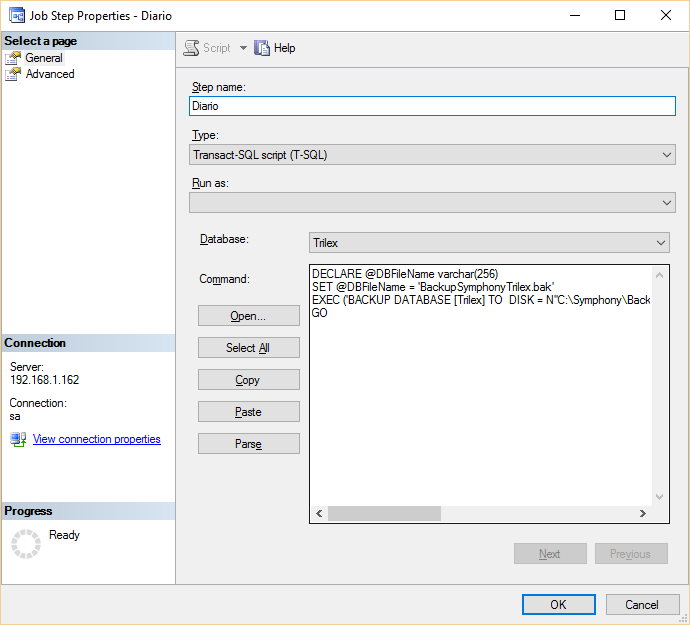 Job Step Properties - Diario
Select a page
General
Advanced
Script
Help
Step name:
Diario
Type:
Transact-SQL script (T-SQL)
Run as:
Database:
Trilex
Command:
DECLARE @DBFileName varchar(256)
SET @DBFileName = 'BackupSymphonyTrilex.bak'
EXEC ('BACKUP DATABASE [Trilex] TO  DISK = N''C:\Symphony\Back
GO
Open...
Select All
Copy
Paste
Parse
Connection
Server:
192.168.1.162
Connection:
sa
View connection properties
Progress
Ready
Next
Previous
OK
Cancel